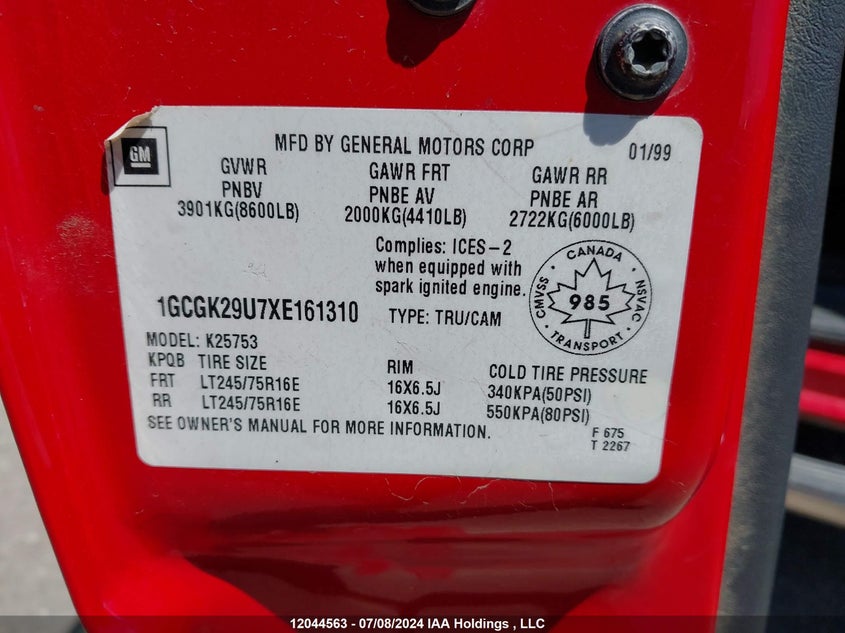 MFD BY GENERAL MOTORS CORP 01/99
GM
GVWR GAWR FRT GAWR RR
PNBV PNBE AV PNBE AR
3901KG(8600LB) 2000KG(4410LB) 2722KG(6000LB)
Complies: ICES-2
when equipped with
spark ignited engine.
CANADA
CMVSS 985 NSVAC
TRANSPORT
1GCGK29U7XE161310 TYPE: TRU/CAM
MODEL: K25753
KPQB TIRE SIZE RIM COLD TIRE PRESSURE
FRT LT245/75R16E 16X6.5J 340KPA(50PSI)
RR LT245/75R16E 16X6.5J 550KPA(80PSI)
SEE OWNER'S MANUAL FOR MORE INFORMATION.
F 675
T 2267
12044563 - 07/08/2024 IAA Holdings , LLC